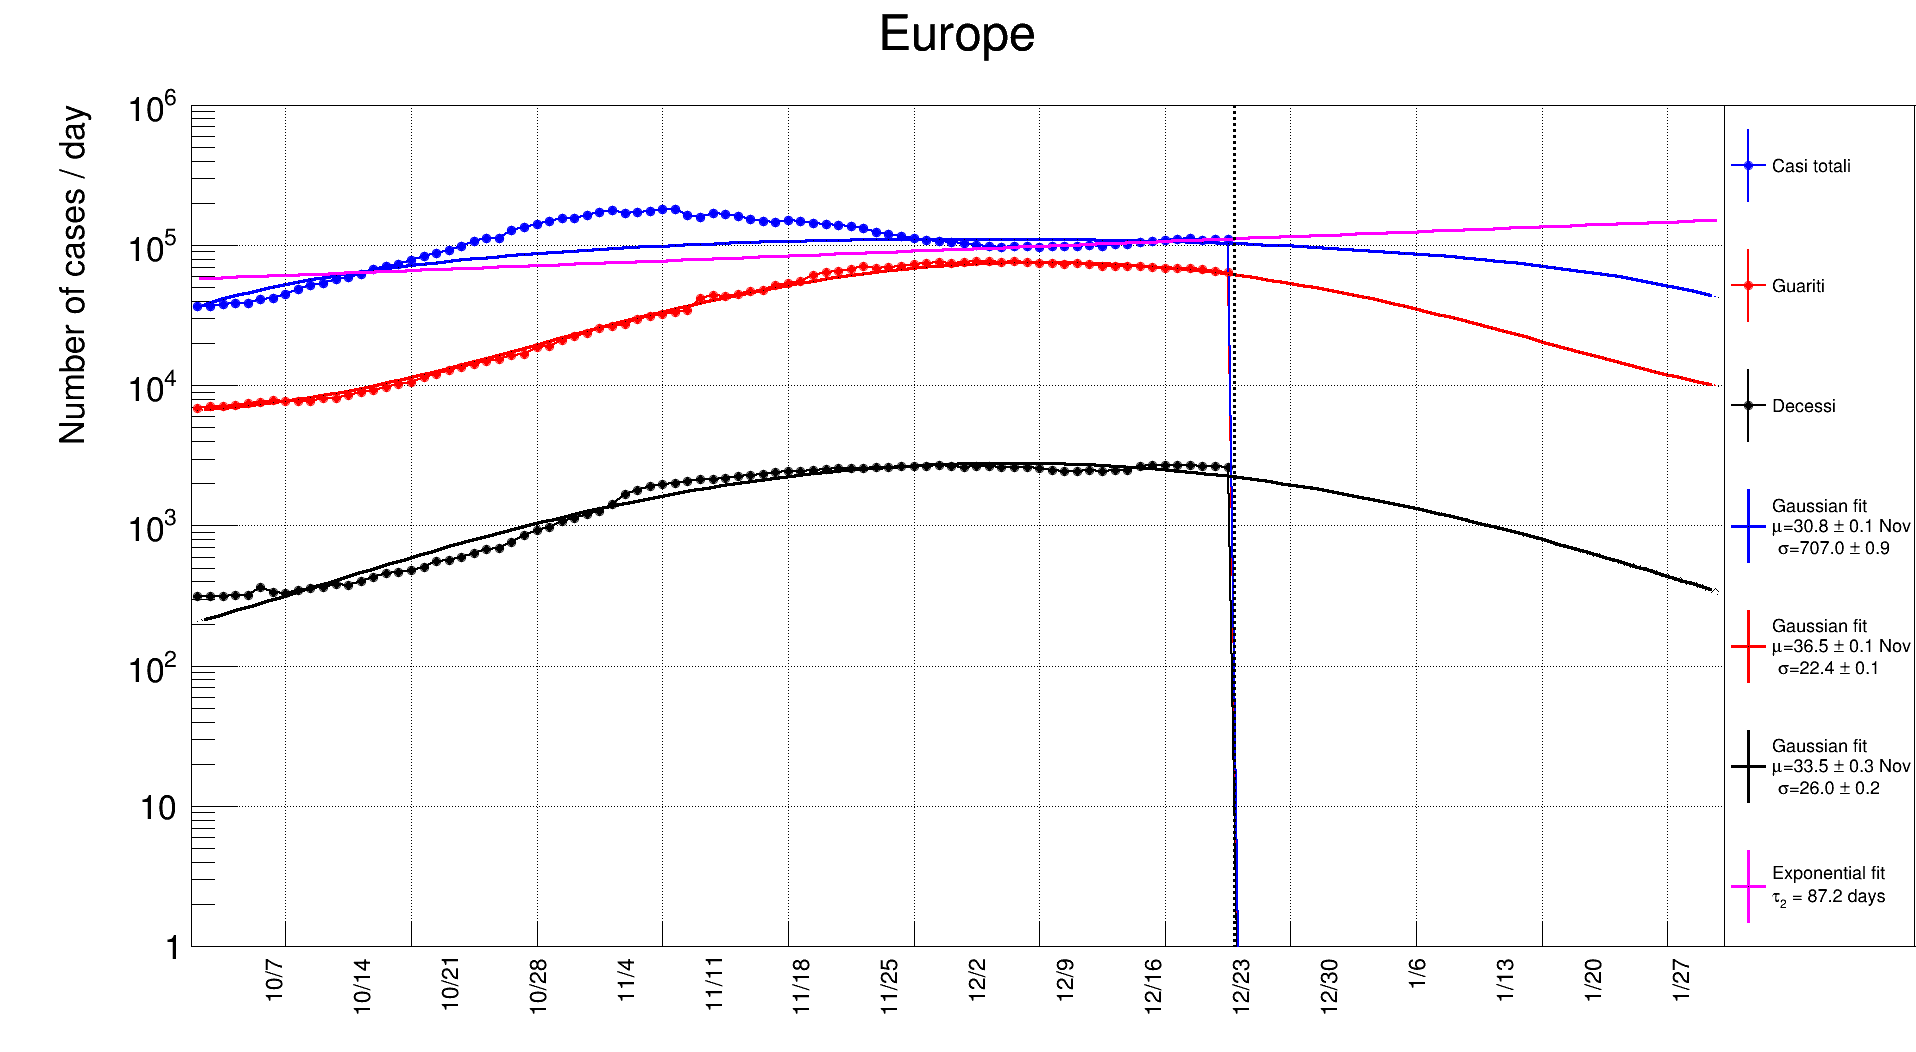 Europe
Number of cases / day
10^6
10^5
10^4
10^3
10^2
10
1
10/7
10/14
10/21
10/28
11/4
11/11
11/18
11/25
12/2
12/9
12/16
12/23
12/30
1/6
1/13
1/20
1/27
Casi totali
Guariti
Decessi
Gaussian fit
μ=30.8 ± 0.1 Nov
σ=707.0 ± 0.9
Gaussian fit
μ=36.5 ± 0.1 Nov
σ=22.4 ± 0.1
Gaussian fit
μ=33.5 ± 0.3 Nov
σ=26.0 ± 0.2
Exponential fit
τ₂ = 87.2 days